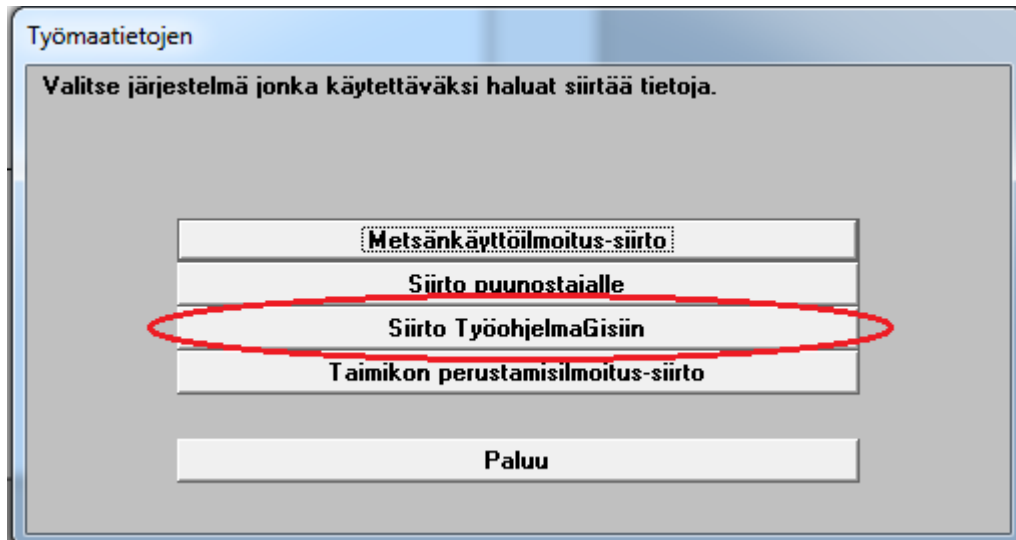 Työmaatietojen
Valitse järjestelmä jonka käytettäväksi haluat siirtää tietoja.
Metsänkäyttöilmoitus-siirto
Siirto puunostajalle
Siirto TyöohjelmaGisiin
Taimikon perustamisilmoitus-siirto
Paluu